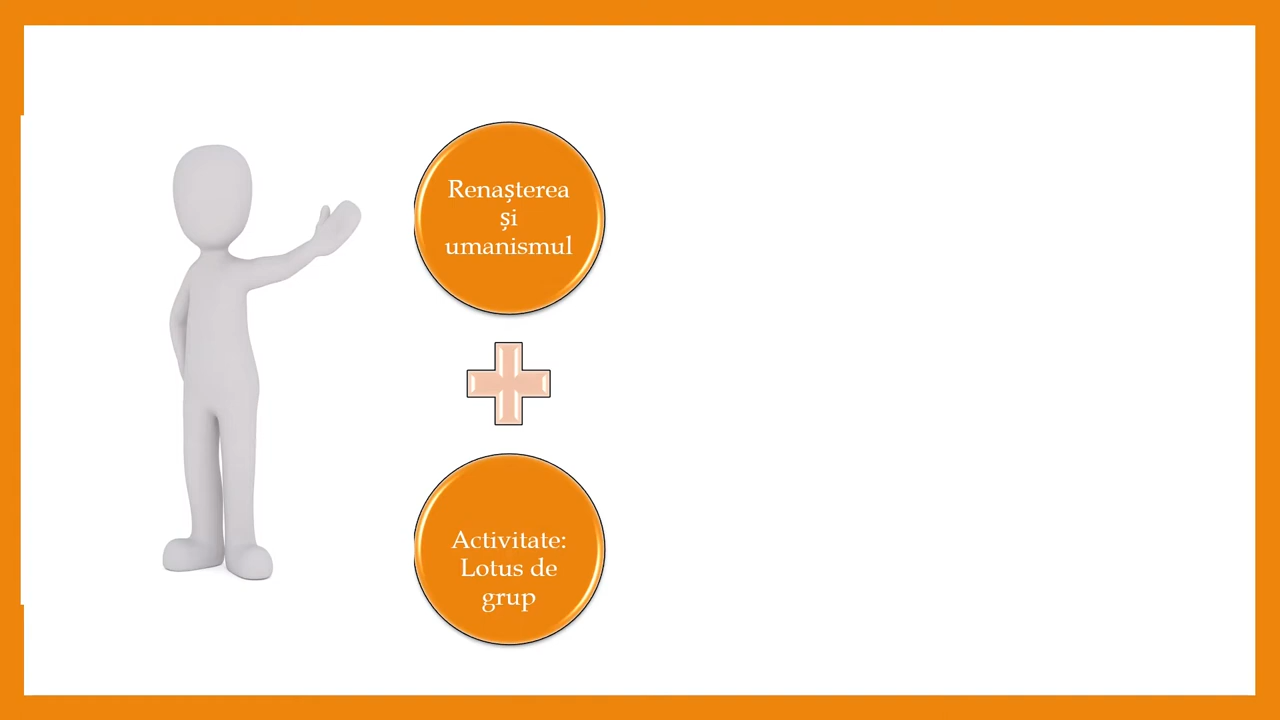 Renașterea
și
umanismul
Activitate:
Lotus de
grup